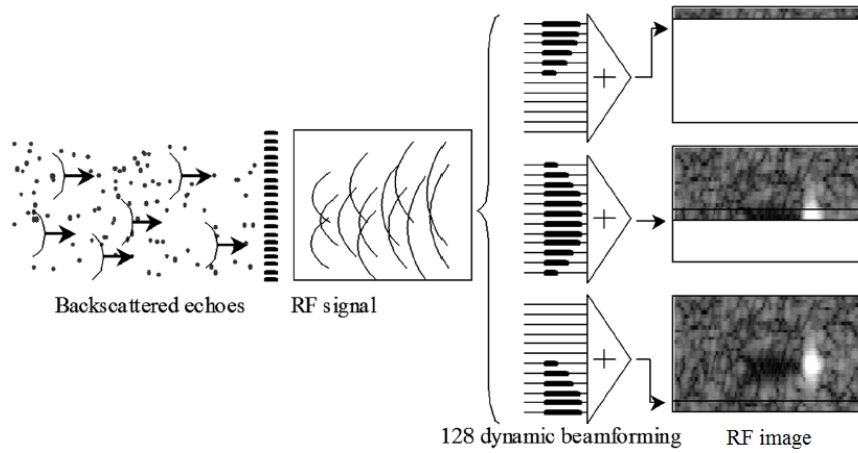 Backscattered echoes
RF signal
128 dynamic beamforming
RF image